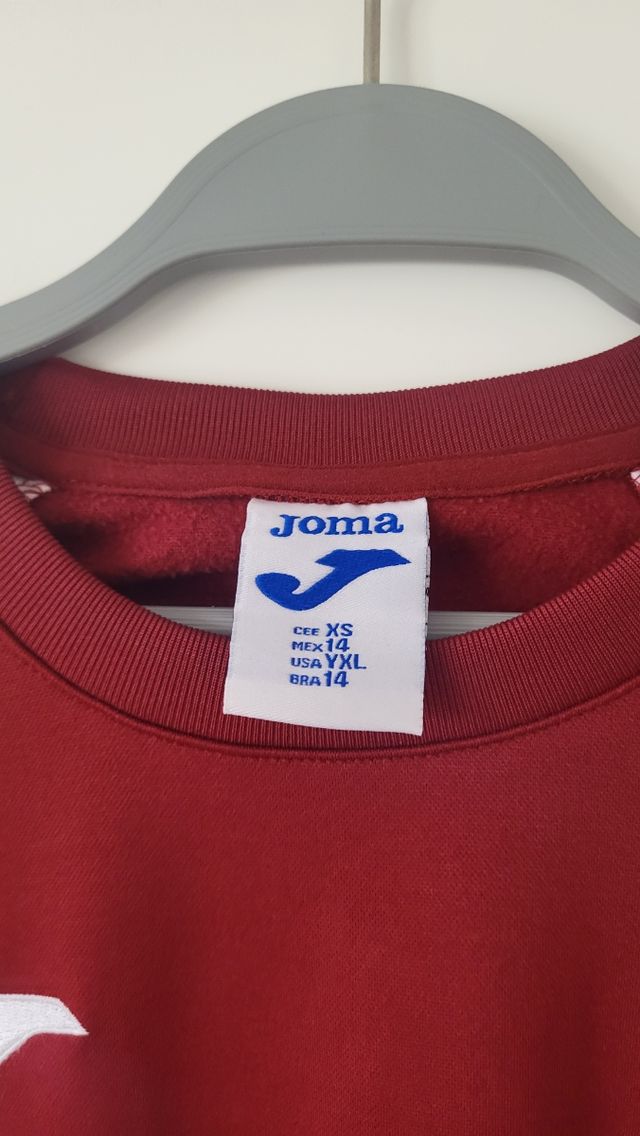 Joma
CEE XS
MEX 14
USA YXL
BRA 14